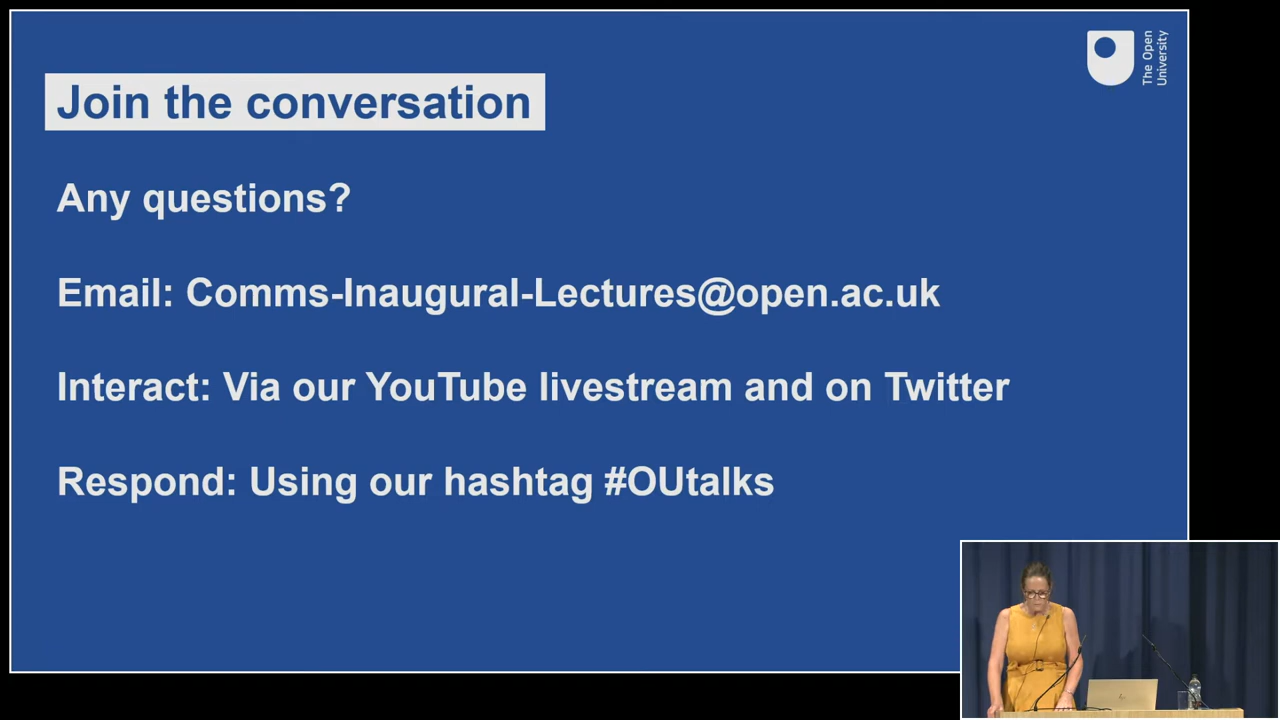 The Open
University
Join the conversation
Any questions?
Email: Comms-Inaugural-Lectures@open.ac.uk
Interact: Via our YouTube livestream and on Twitter
Respond: Using our hashtag #OUtalks